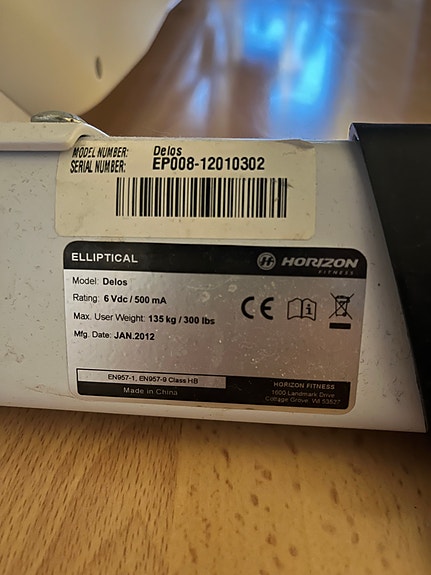 MODEL NUMBER: Delos
SERIAL NUMBER: EP008-12010302
ELLIPTICAL
HORIZON
FITNESS
Model: Delos
Rating: 6 Vdc / 500 mA
Max. User Weight: 135 kg / 300 lbs
Mfg. Date: JAN.2012
CE
EN957-1, EN957-9 Class HB
Made in China
HORIZON FITNESS
1600 Landmark Drive
Cottage Grove. WI 53527